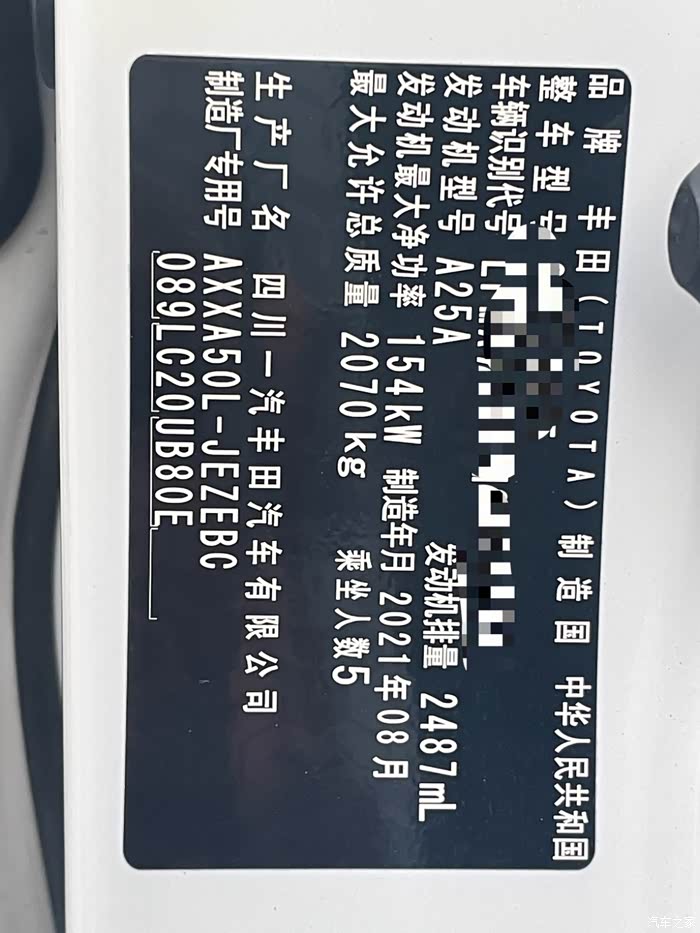 品牌 丰田(TOYOTA) 制造国 中华人民共和国
整车型号
车辆识别代号 L
发动机型号 A25A 发动机排量 2487mL
发动机最大净功率 154kW 制造年月 2021年08月
最大允许总质量 2070kg 乘坐人数5
生产厂名 四川一汽丰田汽车有限公司
制造厂专用号 AXXA50L-JEZEBC
089LC20UB80E
汽车之家